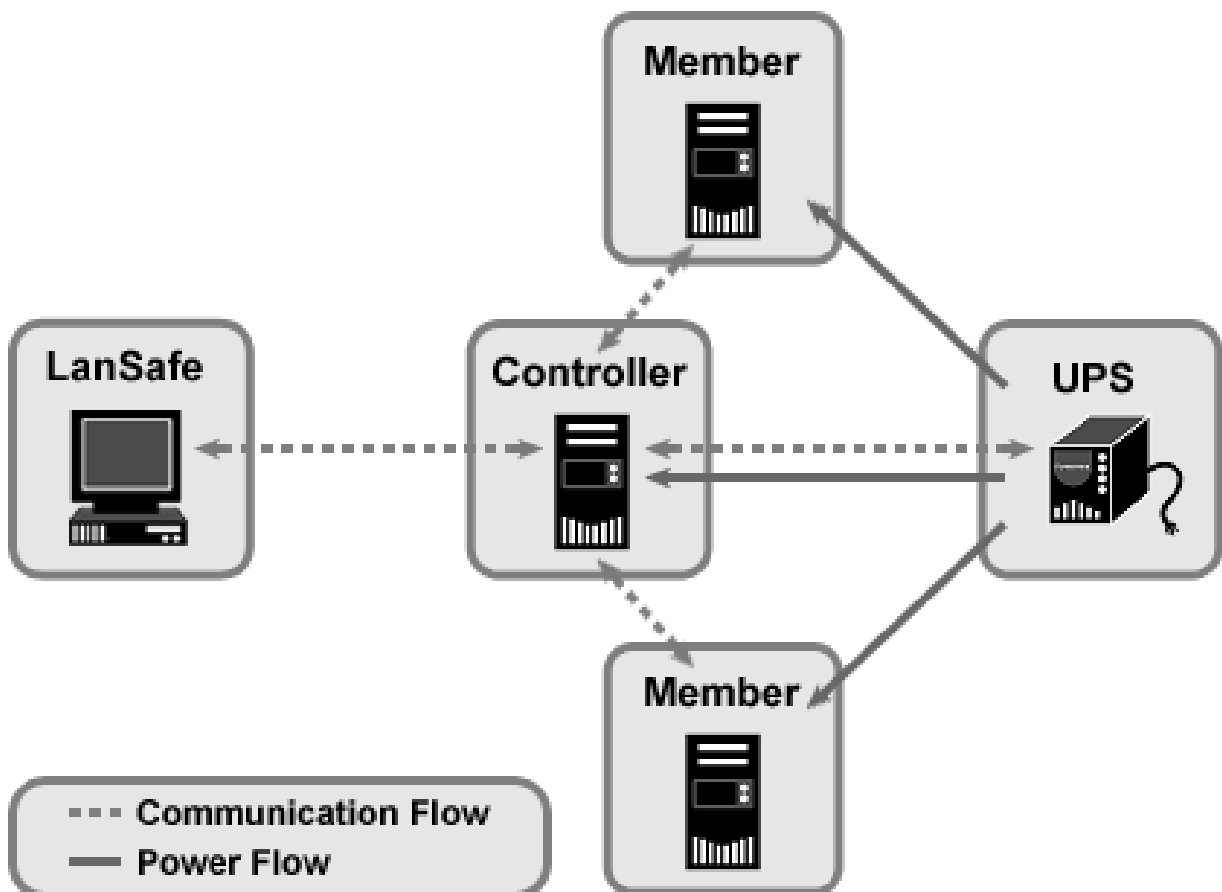 Member
LanSafe
Controller
UPS
Member
Communication Flow
Power Flow